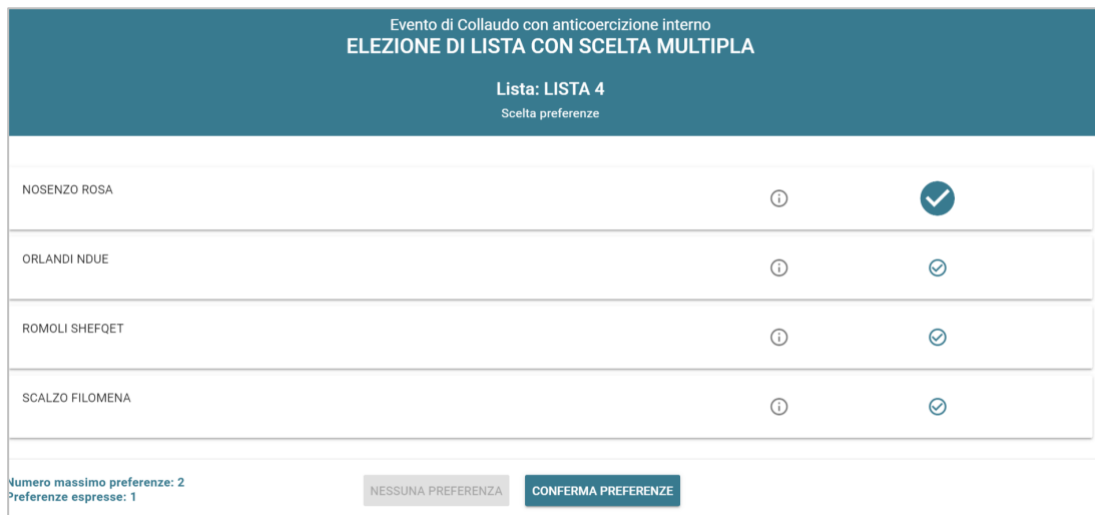 Evento di Collaudo con anticoercizione interno
ELEZIONE DI LISTA CON SCELTA MULTIPLA
Lista: LISTA 4
Scelta preferenze
NOSENZO ROSA
ORLANDI NDUE
ROMOLI SHEFQET
SCALZO FILOMENA
Numero massimo preferenze: 2
Preferenze espresse: 1
NESSUNA PREFERENZA
CONFERMA PREFERENZE